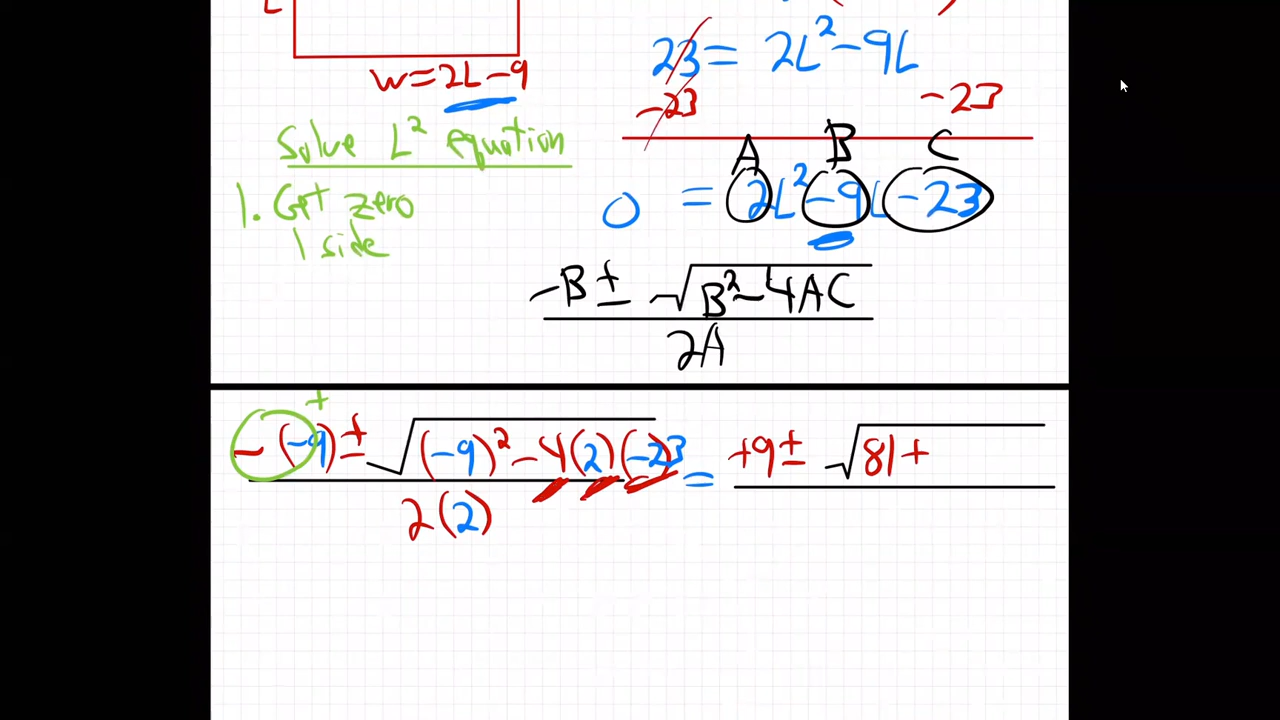 L
23 = 2L² - 9L
w = 2L - 9
-23 -23
Solve L² equation
A B C
1. Get zero
1 side
0 = 2L² - 9L - 23
-B ± √B² - 4AC
2A
+
- (-9) ± √(-9)² - 4(2)(-23 = +9 ± √81 +
2(2)